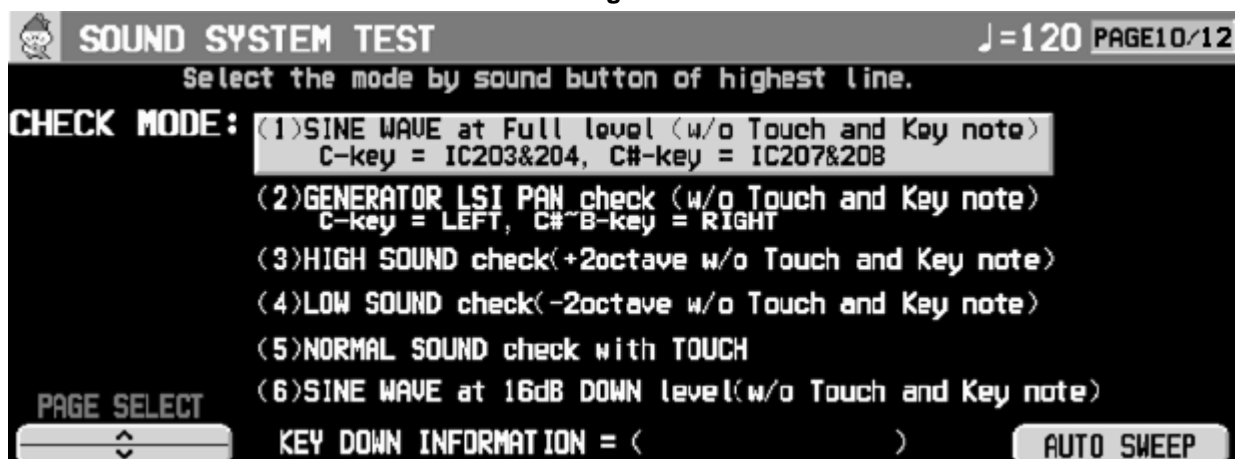 SOUND SYSTEM TEST ♩=120 PAGE10/12
Select the mode by sound button of highest line.
CHECK MODE: (1)SINE WAVE at Full level (w/o Touch and Key note)
C-key = IC203&204, C#-key = IC207&208
(2)GENERATOR LSI PAN check (w/o Touch and Key note)
C-key = LEFT, C#~B-key = RIGHT
(3)HIGH SOUND check(+2octave w/o Touch and Key note)
(4)LOW SOUND check(-2octave w/o Touch and Key note)
(5)NORMAL SOUND check with TOUCH
(6)SINE WAVE at 16dB DOWN level(w/o Touch and Key note)
PAGE SELECT
KEY DOWN INFORMATION = ( )
AUTO SWEEP